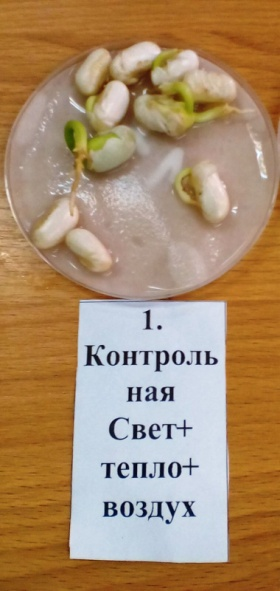 1.
Контроль
ная
Свет+
тепло+
воздух